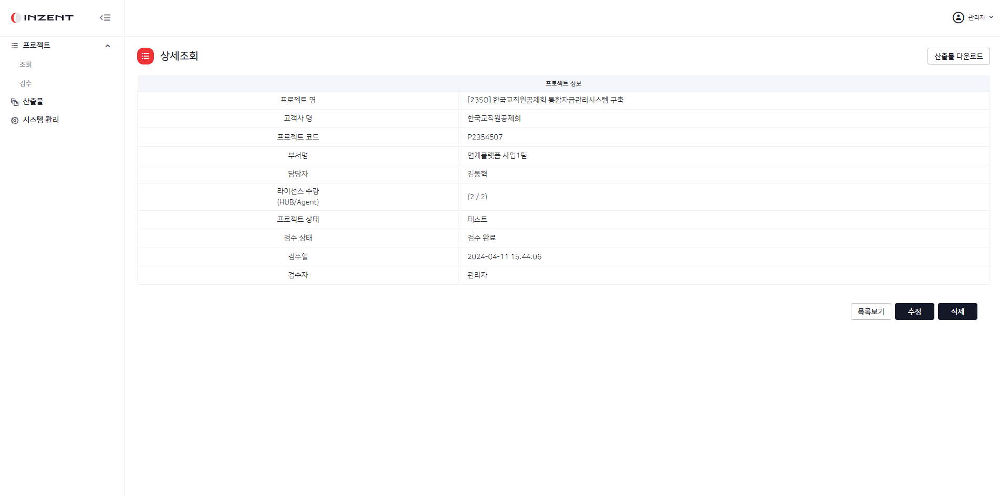 INZENT
관리자
프로젝트
조회
검수
산출물
시스템 관리
상세조회
산출물 다운로드
프로젝트 정보
프로젝트 명 [23SO] 한국교직원공제회 통합자금관리시스템 구축
고객사 명 한국교직원공제회
프로젝트 코드 P2354507
부서명 연계플랫폼 사업1팀
담당자 김동혁
라이선스 수량
(HUB/Agent) (2 / 2)
프로젝트 상태 테스트
검수 상태 검수 완료
검수일 2024-04-11 15:44:06
검수자 관리자
목록보기 수정 삭제